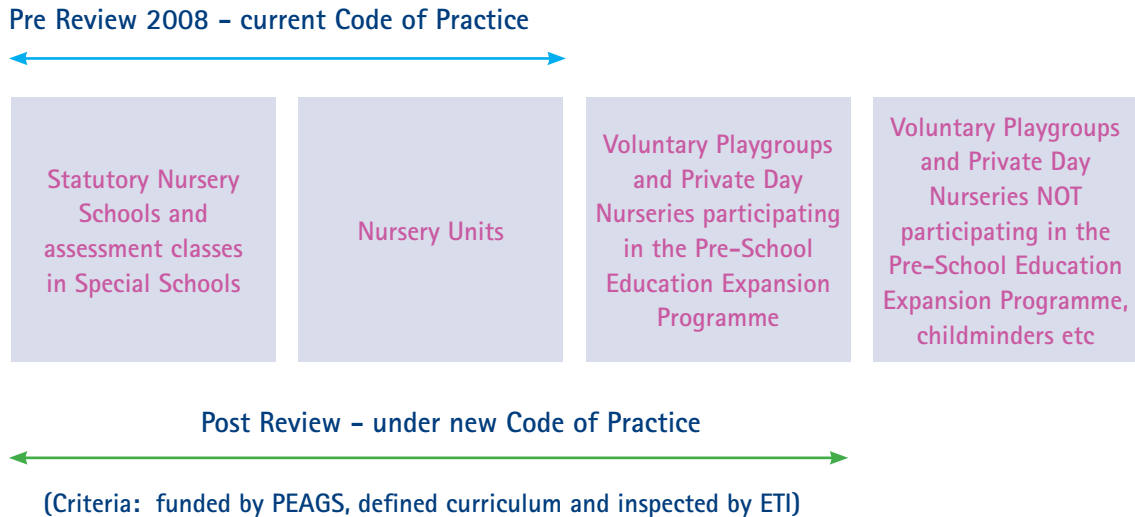 Pre Review 2008 – current Code of Practice
Statutory Nursery
Schools and
assessment classes
in Special Schools
Nursery Units
Voluntary Playgroups
and Private Day
Nurseries participating
in the Pre-School
Education Expansion
Programme
Voluntary Playgroups
and Private Day
Nurseries NOT
participating in the
Pre-School Education
Expansion Programme,
childminders etc
Post Review – under new Code of Practice
(Criteria: funded by PEAGS, defined curriculum and inspected by ETI)